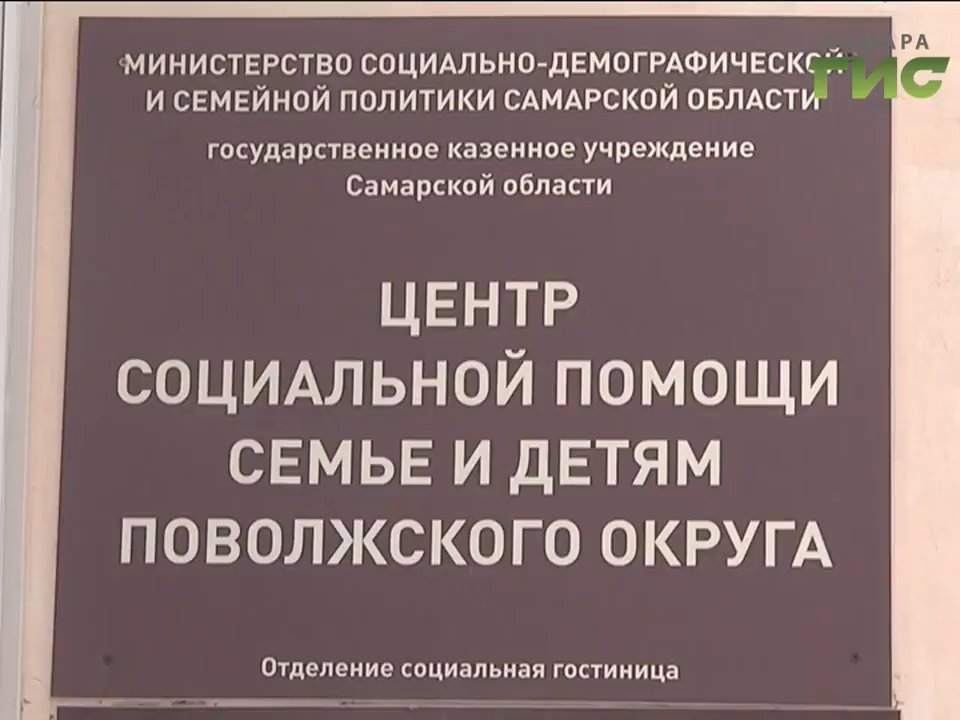 МИНИСТЕРСТВО СОЦИАЛЬНО-ДЕМОГРАФИЧЕСКОЙ
И СЕМЕЙНОЙ ПОЛИТИКИ САМАРСКОЙ ОБЛАСТИ
государственное казенное учреждение
Самарской области
ЦЕНТР
СОЦИАЛЬНОЙ ПОМОЩИ
СЕМЬЕ И ДЕТЯМ
ПОВОЛЖСКОГО ОКРУГА
Отделение социальная гостиница
САМАРА
ГИС